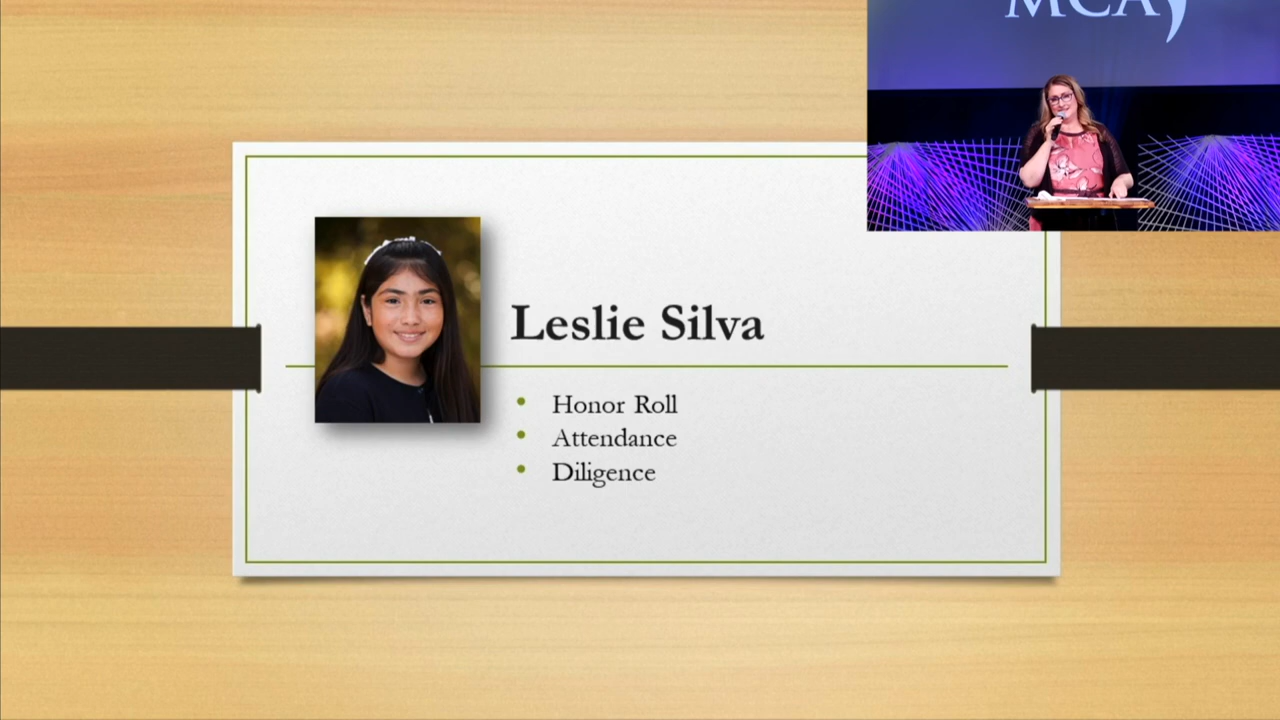 MCA
Leslie Silva
• Honor Roll
• Attendance
• Diligence